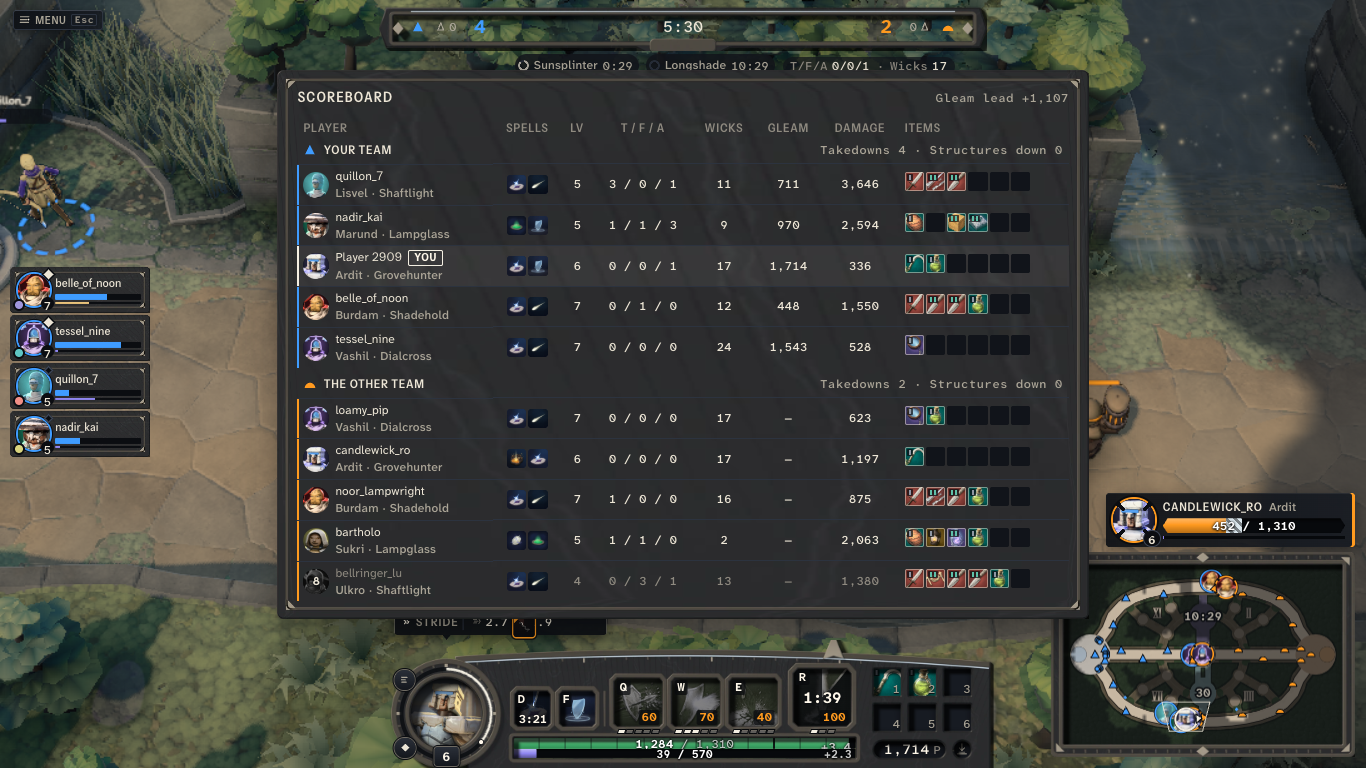 MENU Esc
Δ 0 4 5:30 2 0 Δ
Sunsplinter 0:29 Longshade 10:29 T/F/A 0/0/1 · Wicks 17
SCOREBOARD
Gleam lead +1,107
PLAYER SPELLS LV T / F / A WICKS GLEAM DAMAGE ITEMS
YOUR TEAM
Takedowns 4 · Structures down 0
quillon_7
Lisvel · Shaftlight
5 3 / 0 / 1 11 711 3,646
nadir_kai
Marund · Lampglass
5 1 / 1 / 3 9 970 2,594
Player 2909 YOU
Ardit · Grovehunter
6 0 / 0 / 1 17 1,714 336
belle_of_noon
Burdam · Shadehold
7 0 / 1 / 0 12 448 1,550
tessel_nine
Vashil · Dialcross
7 0 / 0 / 0 24 1,543 528
THE OTHER TEAM
Takedowns 2 · Structures down 0
loamy_pip
Vashil · Dialcross
7 0 / 0 / 0 17 – 623
candlewick_ro
Ardit · Grovehunter
6 0 / 0 / 0 17 – 1,197
noor_lampwright
Burdam · Shadehold
7 1 / 0 / 0 16 – 875
bartholo
Sukri · Lampglass
5 1 / 1 / 0 2 – 2,063
8
bellringer_lu
Ulkro · Shaftlight
4 0 / 3 / 1 13 – 1,380
illon_7
belle_of_noon
7
tessel_nine
7
quillon_7
5
nadir_kai
5
CANDLEWICK_RO Ardit
452 / 1,310
6
10:29
XI II
30
VII III
STRIDE 2.7 .9
D 3:21
F
Q 60
W 70
E 40
R 1:39 100
1 2 3
4 5 6
1,284 / 1,310 +3.4
39 / 570 +2.3
6
1,714 P